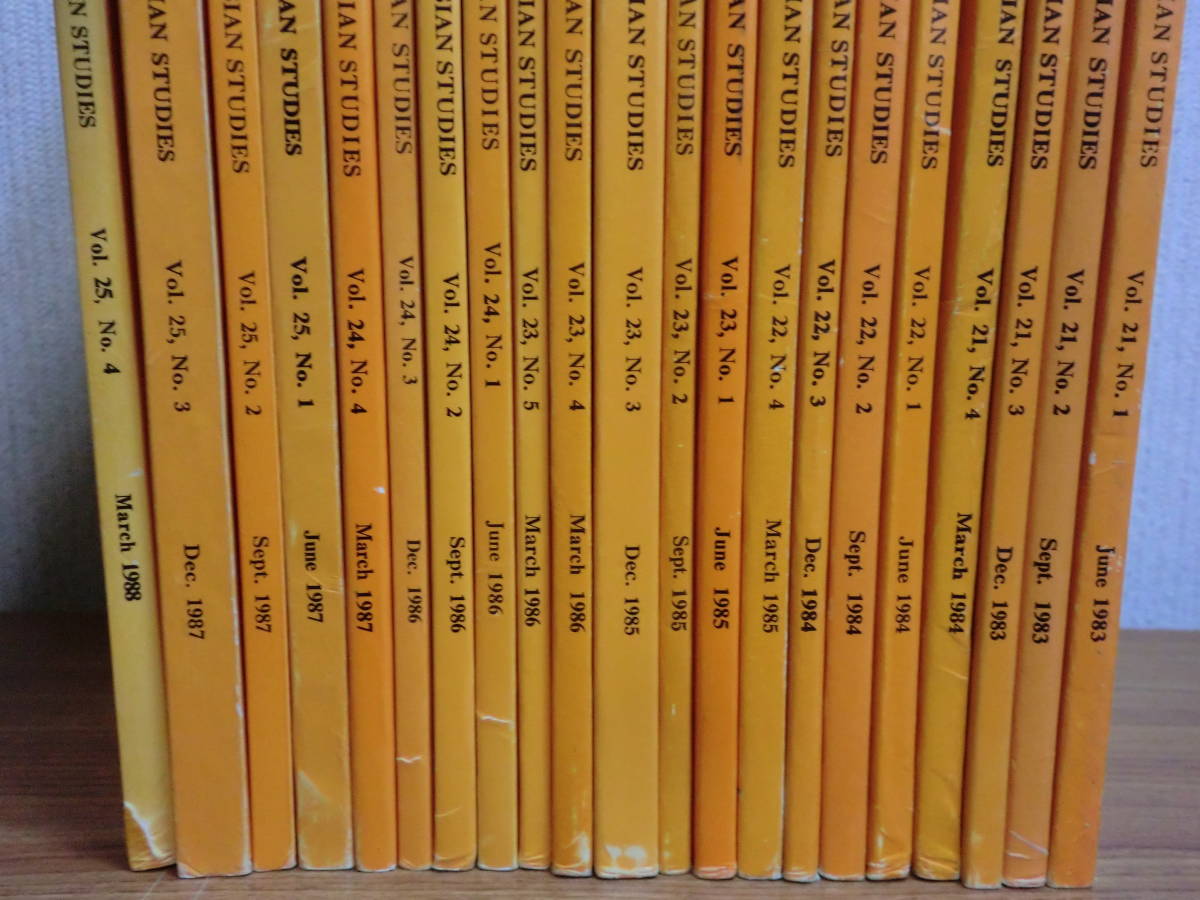 AN STUDIES Vol. 25, No. 4 March 1988
IAN STUDIES Vol. 25, No. 3 Dec. 1987
SIAN STUDIES Vol. 25, No. 2 Sept. 1987
AN STUDIES Vol. 25, No. 1 June 1987
IAN STUDIES Vol. 24, No. 4 March 1987
AN STUDIES Vol. 24, No. 3 Dec. 1986
SIAN STUDIES Vol. 24, No. 2 Sept. 1986
AN STUDIES Vol. 24, No. 1 June 1986
IAN STUDIES Vol. 23, No. 5 March 1986
IAN STUDIES Vol. 23, No. 4 March 1986
AN STUDIES Vol. 23, No. 3 Dec. 1985
AN STUDIES Vol. 23, No. 2 Sept. 1985
AN STUDIES Vol. 23, No. 1 June 1985
IAN STUDIES Vol. 22, No. 4 March 1985
AN STUDIES Vol. 22, No. 3 Dec. 1984
AN STUDIES Vol. 22, No. 2 Sept. 1984
IAN STUDIES Vol. 22, No. 1 June 1984
IAN STUDIES Vol. 21, No. 4 March 1984
IAN STUDIES Vol. 21, No. 3 Dec. 1983
IAN STUDIES Vol. 21, No. 2 Sept. 1983
IAN STUDIES Vol. 21, No. 1 June 1983